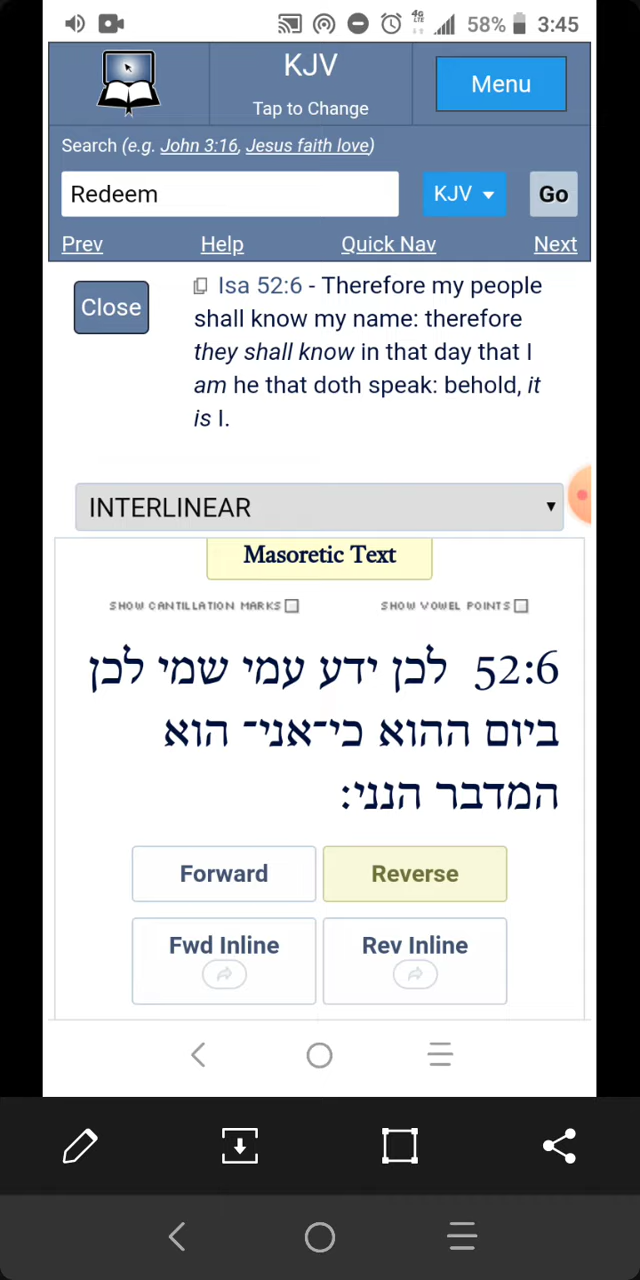 4G LTE 58% 3:45
KJV
Tap to Change
Menu
Search (e.g. John 3:16, Jesus faith love)
Redeem
KJV
Go
Prev Help Quick Nav Next
Close
Isa 52:6 - Therefore my people
shall know my name: therefore
they shall know in that day that I
am he that doth speak: behold, it
is I.
INTERLINEAR
Masoretic Text
SHOW CANTILLATION MARKS SHOW VOWEL POINTS
52:6 לכן ידע עמי שמי לכן
ביום ההוא כי־אני־ הוא
המדבר הנני׃
Forward Reverse
Fwd Inline Rev Inline